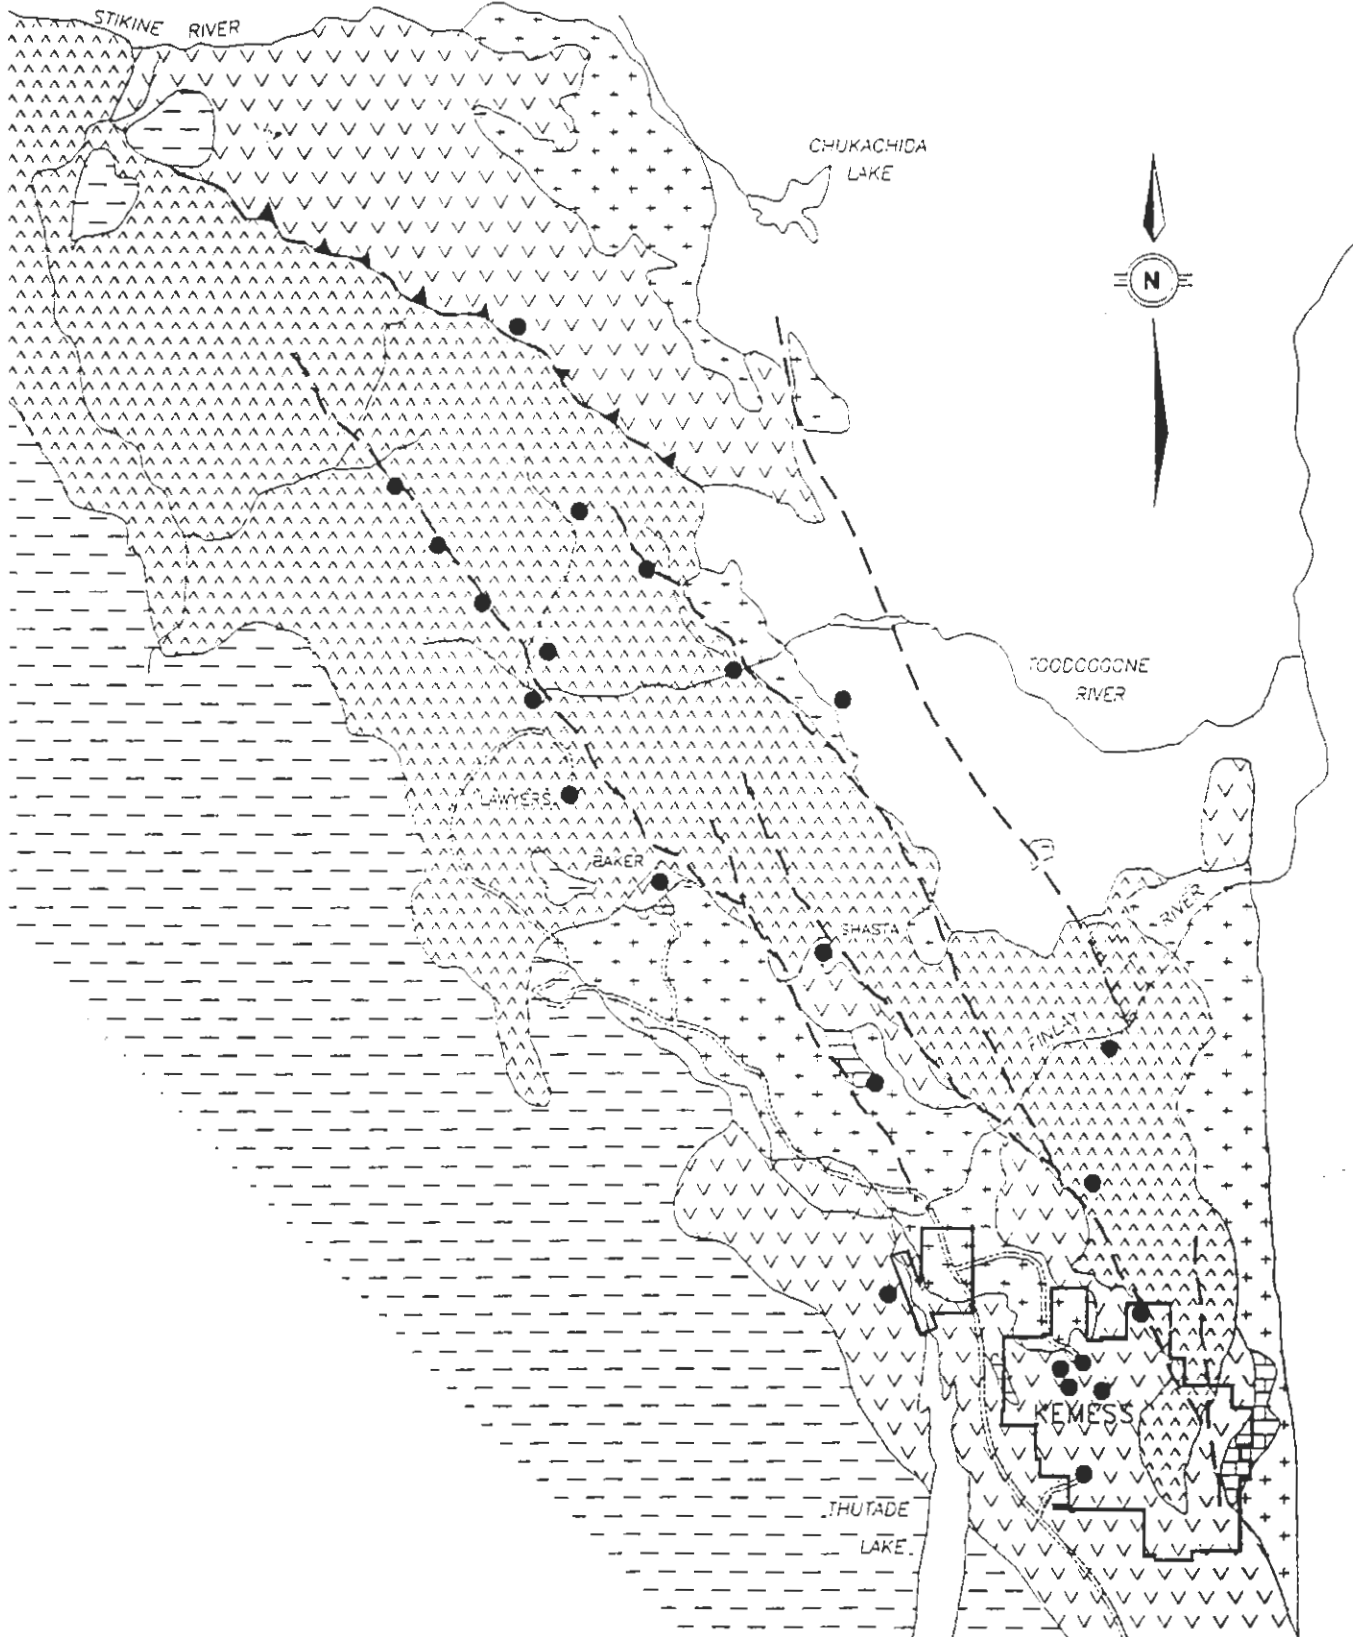 STIKINE RIVER
CHUKACHIDA
LAKE
N
TOODOGGONE
RIVER
LAWYERS
BAKER
RIVER
SHASTA
FINLAY
KEMESS
THUTADE
LAKE